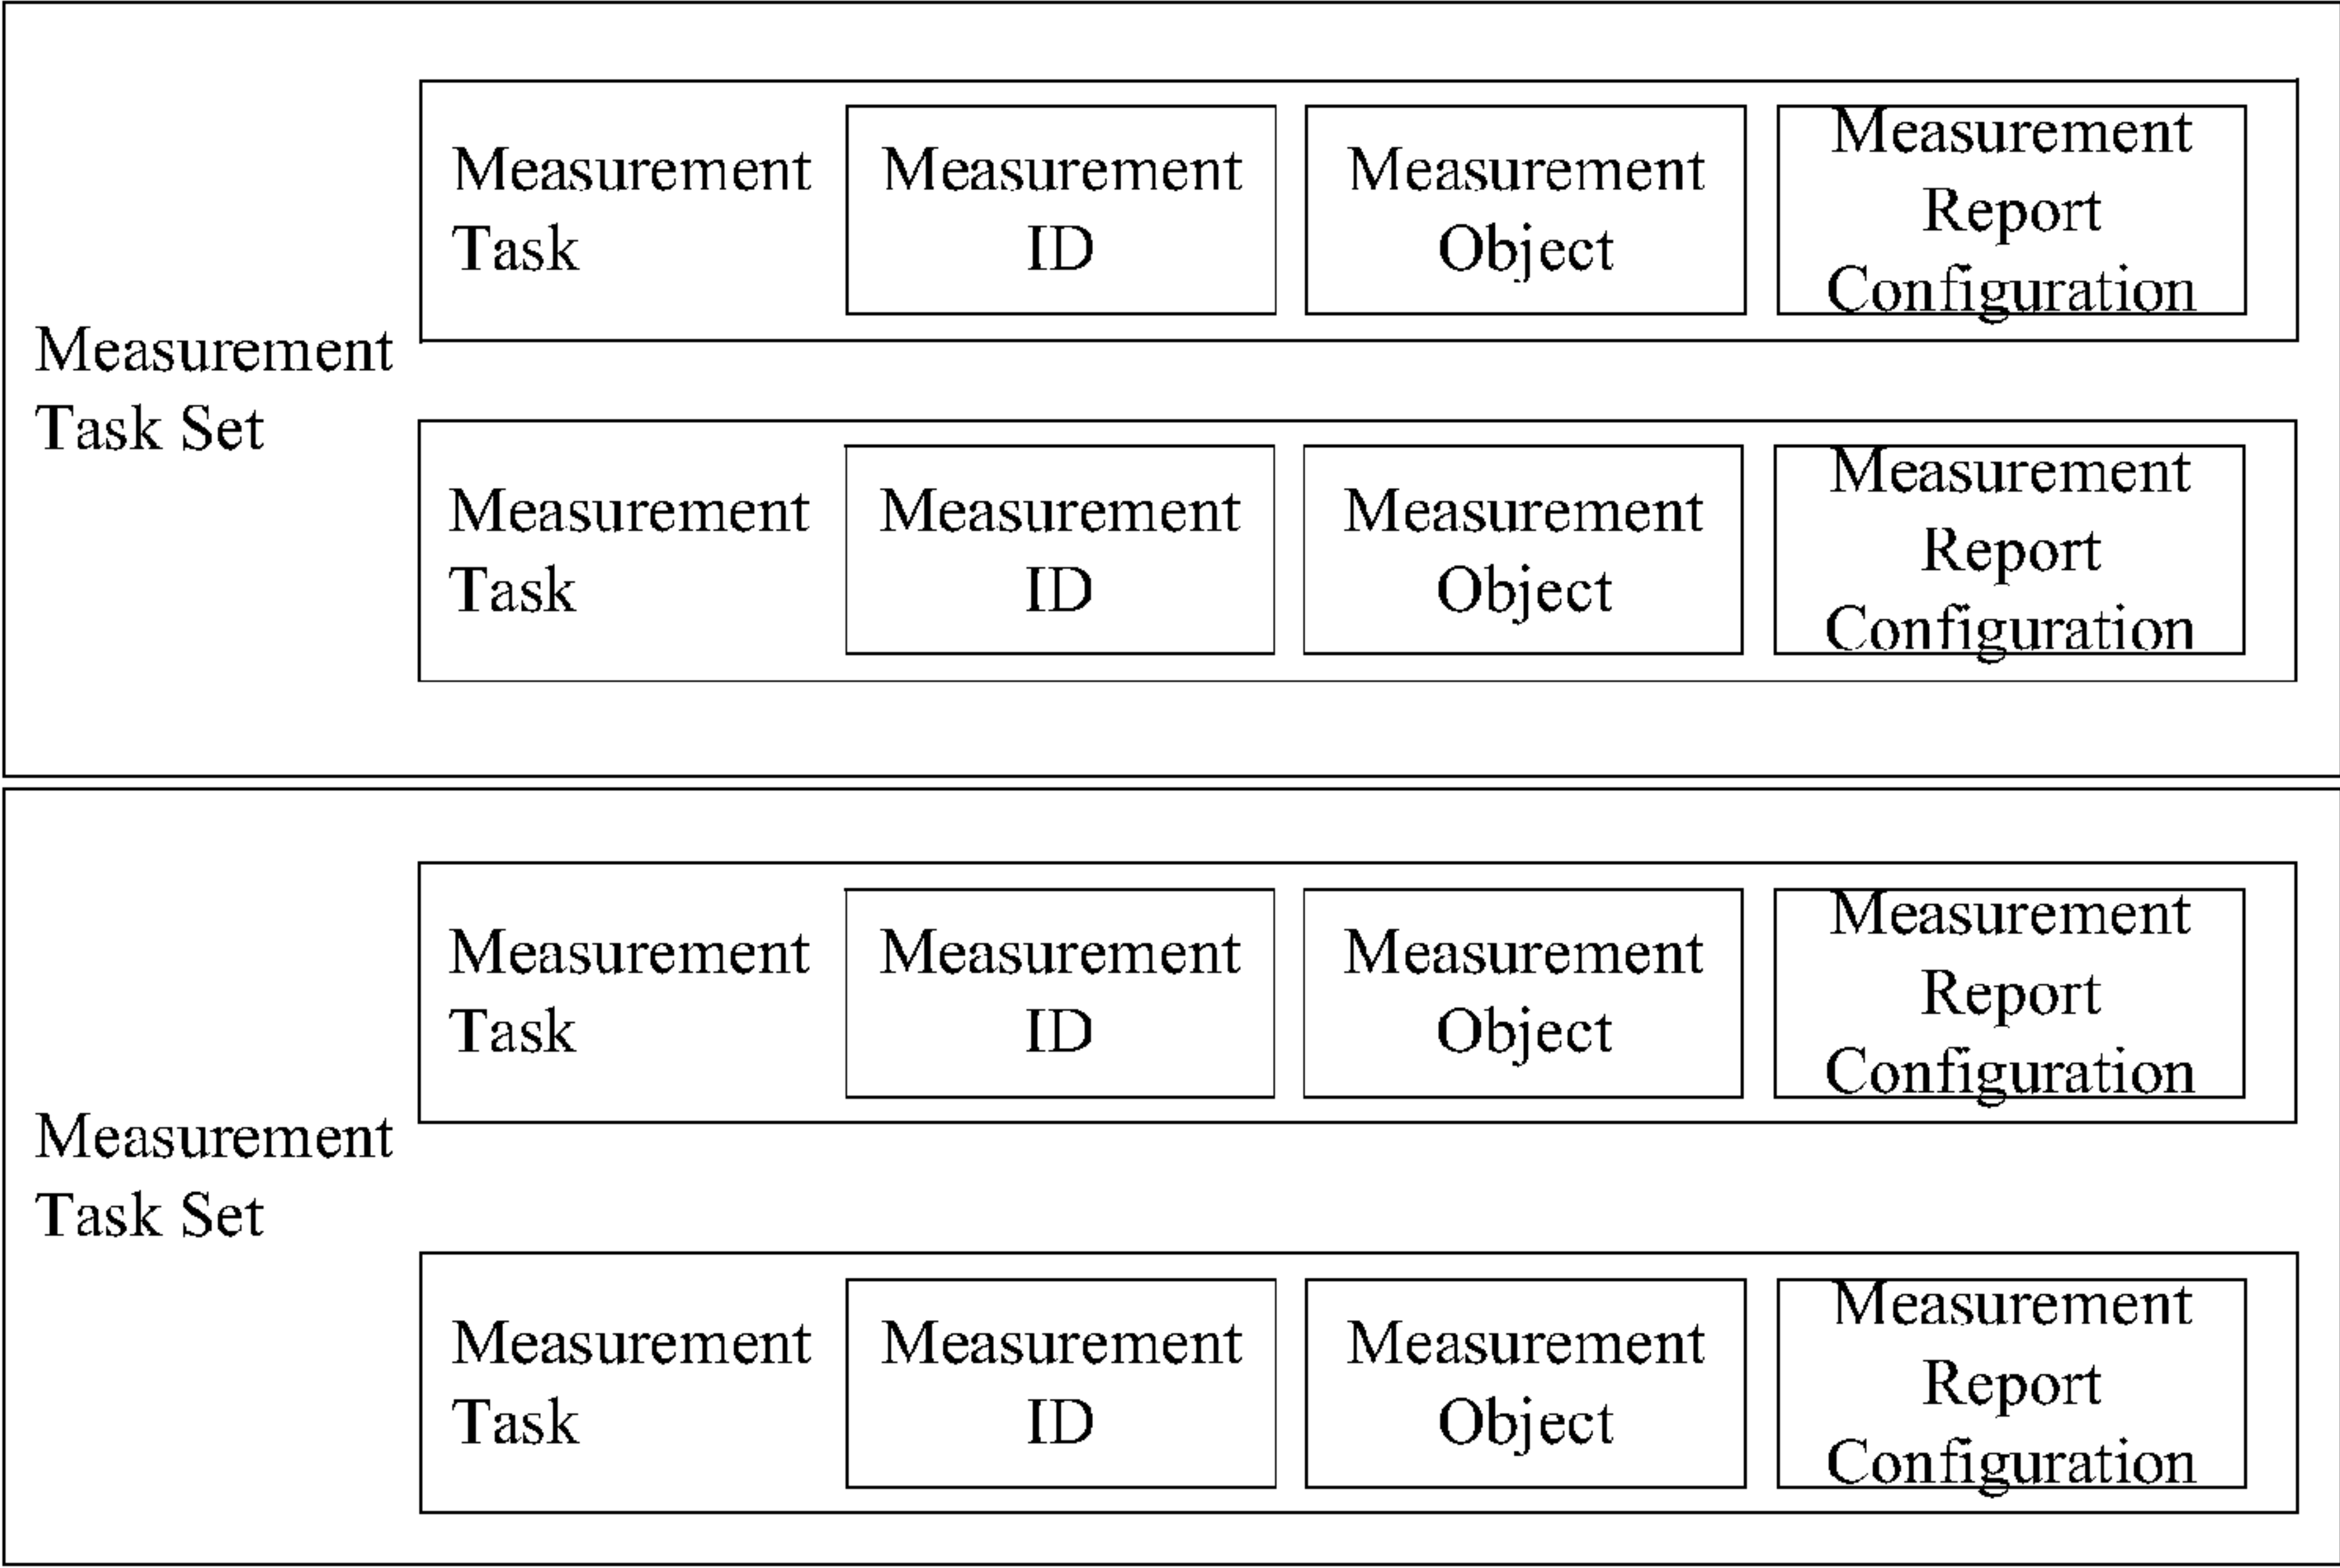 Measurement
Task Set
Measurement
Task
Measurement
ID
Measurement
Object
Measurement
Report
Configuration
Measurement
Task
Measurement
ID
Measurement
Object
Measurement
Report
Configuration
Measurement
Task Set
Measurement
Task
Measurement
ID
Measurement
Object
Measurement
Report
Configuration
Measurement
Task
Measurement
ID
Measurement
Object
Measurement
Report
Configuration